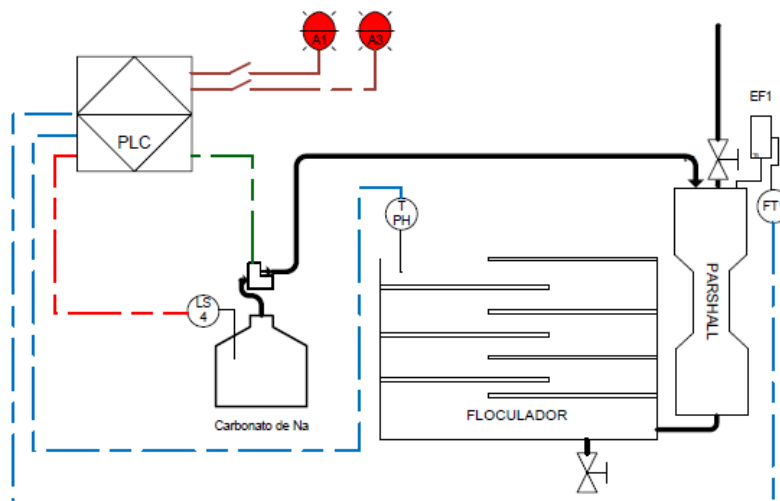 A1
A3
EF1
PLC
T
PH
FT
LS
4
PARSHALL
Carbonato de Na
FLOCULADOR